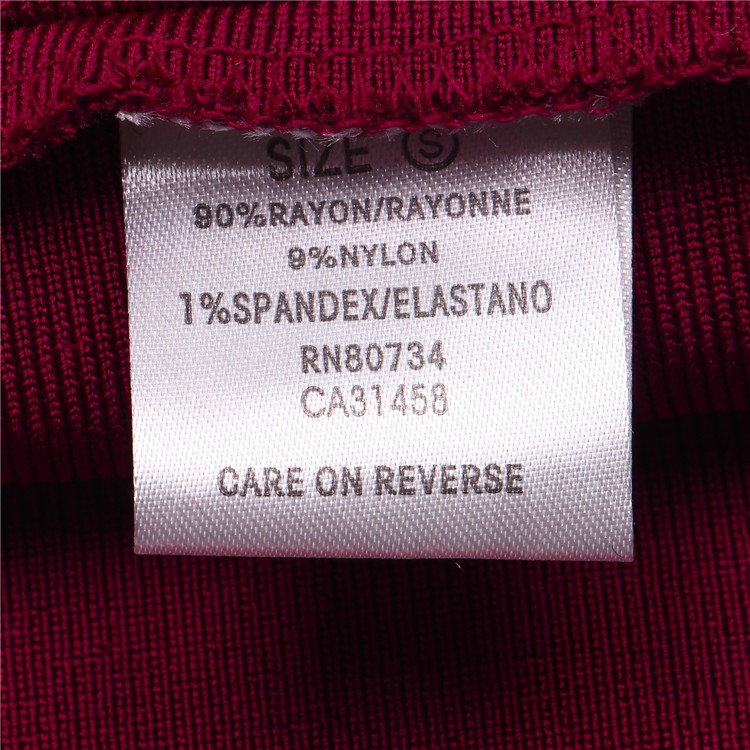 SIZE Ⓢ
90%RAYON/RAYONNE
9%NYLON
1%SPANDEX/ELASTANO
RN80734
CA31458
CARE ON REVERSE